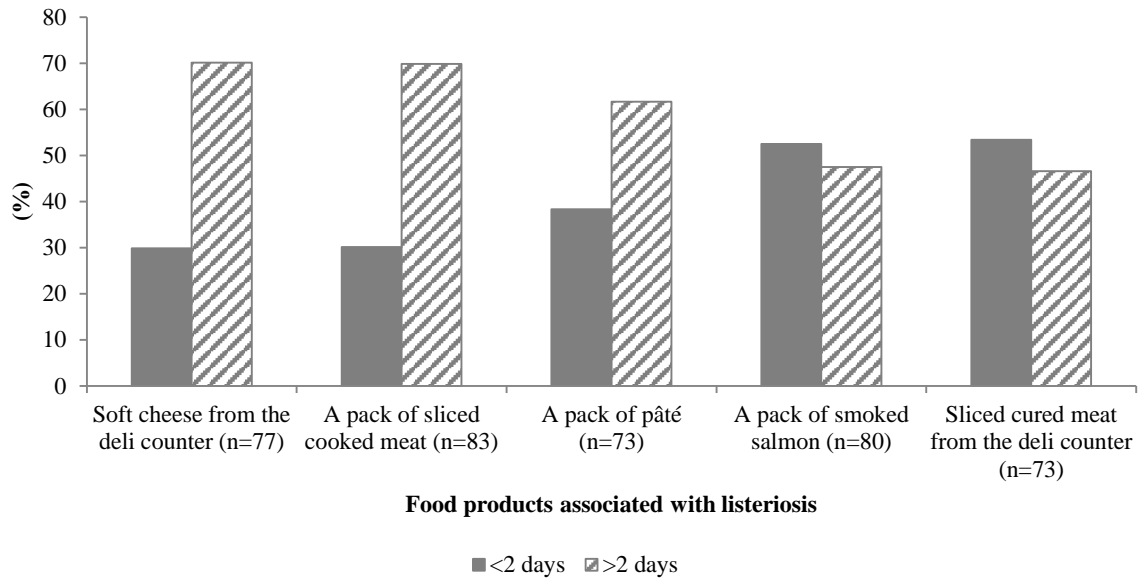 80
70
60
50
40
30
20
10
0
(%)
Soft cheese from the
deli counter (n=77)
A pack of sliced
cooked meat (n=83)
A pack of pâté
(n=73)
A pack of smoked
salmon (n=80)
Sliced cured meat
from the deli counter
(n=73)
Food products associated with listeriosis
<2 days >2 days